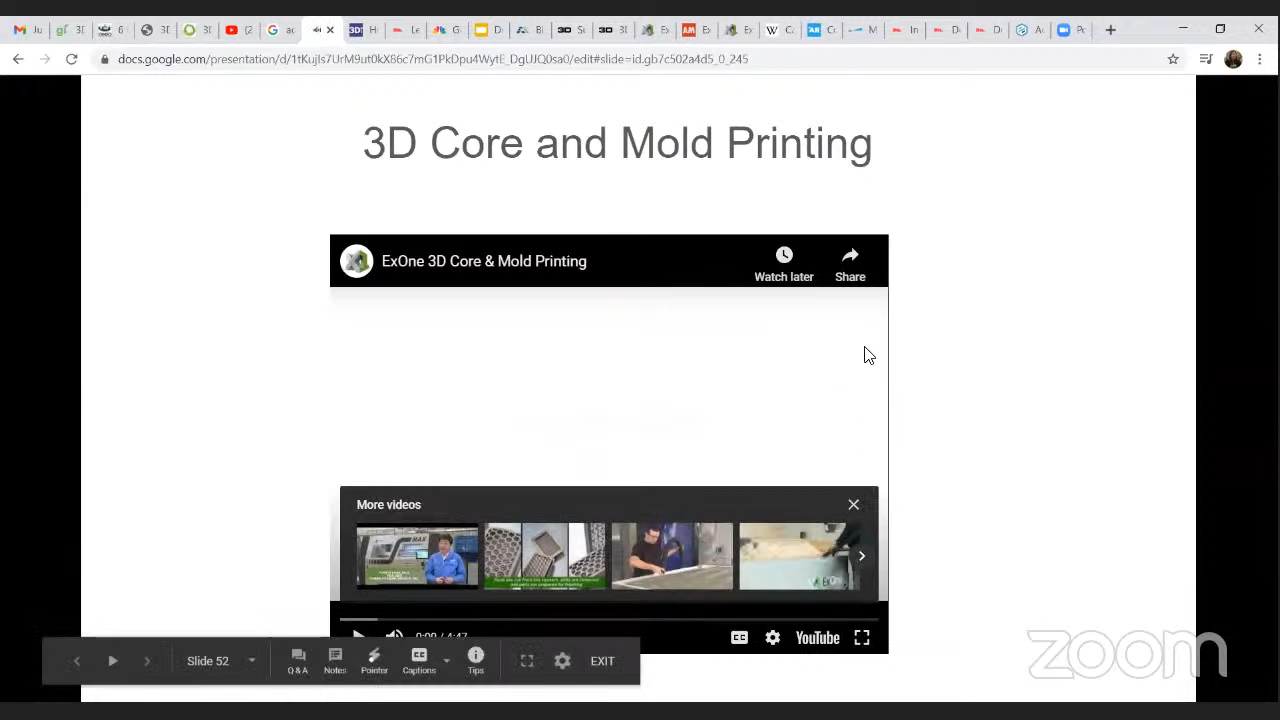 docs.google.com/presentation/d/1tKujIs7UrM9ut0kX86c7mG1PkDpu4WyrE_DglJJQ0sa0/edit#slide=id.gb7c502a4d5_0_245
3D Core and Mold Printing
ExOne 3D Core & Mold Printing
Watch later
Share
More videos
YouTube
Slide 52
Q & A
Notes
Pointer
Captions
Tips
EXIT
zoom